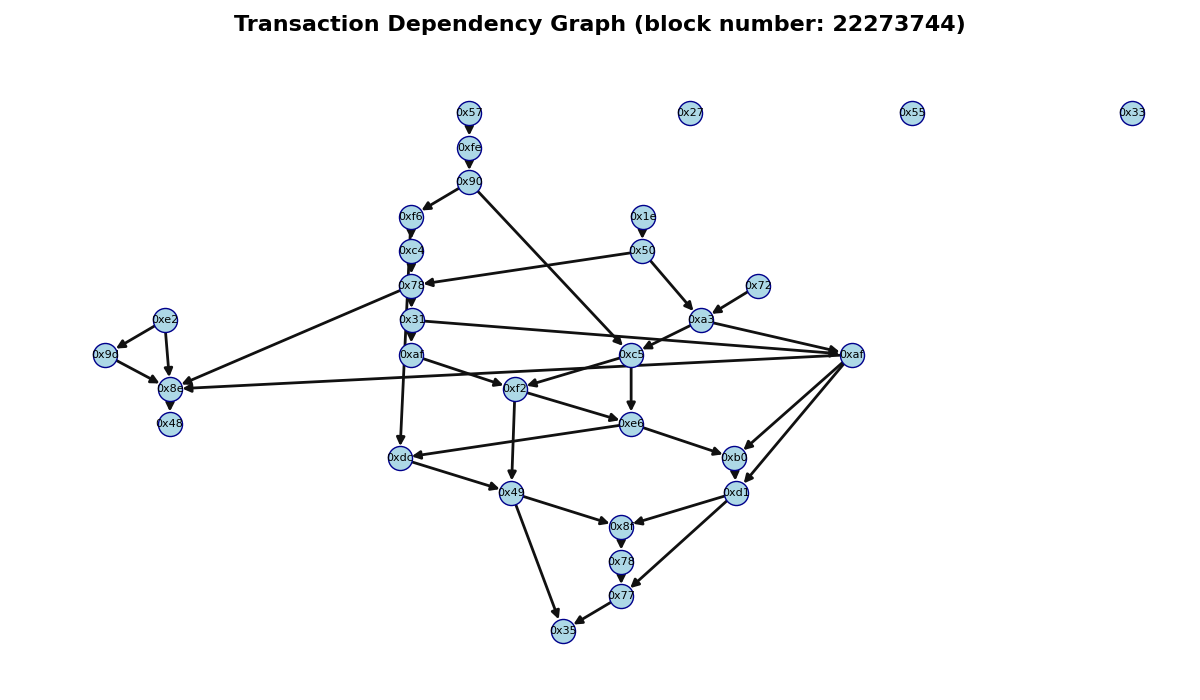 Transaction Dependency Graph (block number: 22273744)
0x57
0x27
0x55
0x33
0xfe
0x90
0xf6
0x1e
0xc4
0x50
0x78
0x72
0xe2
0x31
0xa3
0x9d
0xaf
0xc5
0xaf
0x8e
0xf2
0x48
0xe6
0xdc
0xb0
0x49
0xd1
0x8f
0x78
0x77
0x35